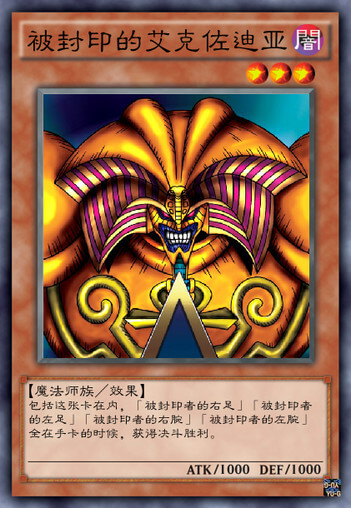 被封印的艾克佐迪亚
闇
【魔法师族／效果】
包括这张卡在内，「被封印者的右足」「被封印者
的左足」「被封印者的右腕」「被封印者的左腕」
全在手卡的时候，获得决斗胜利。
ATK/1000 DEF/1000